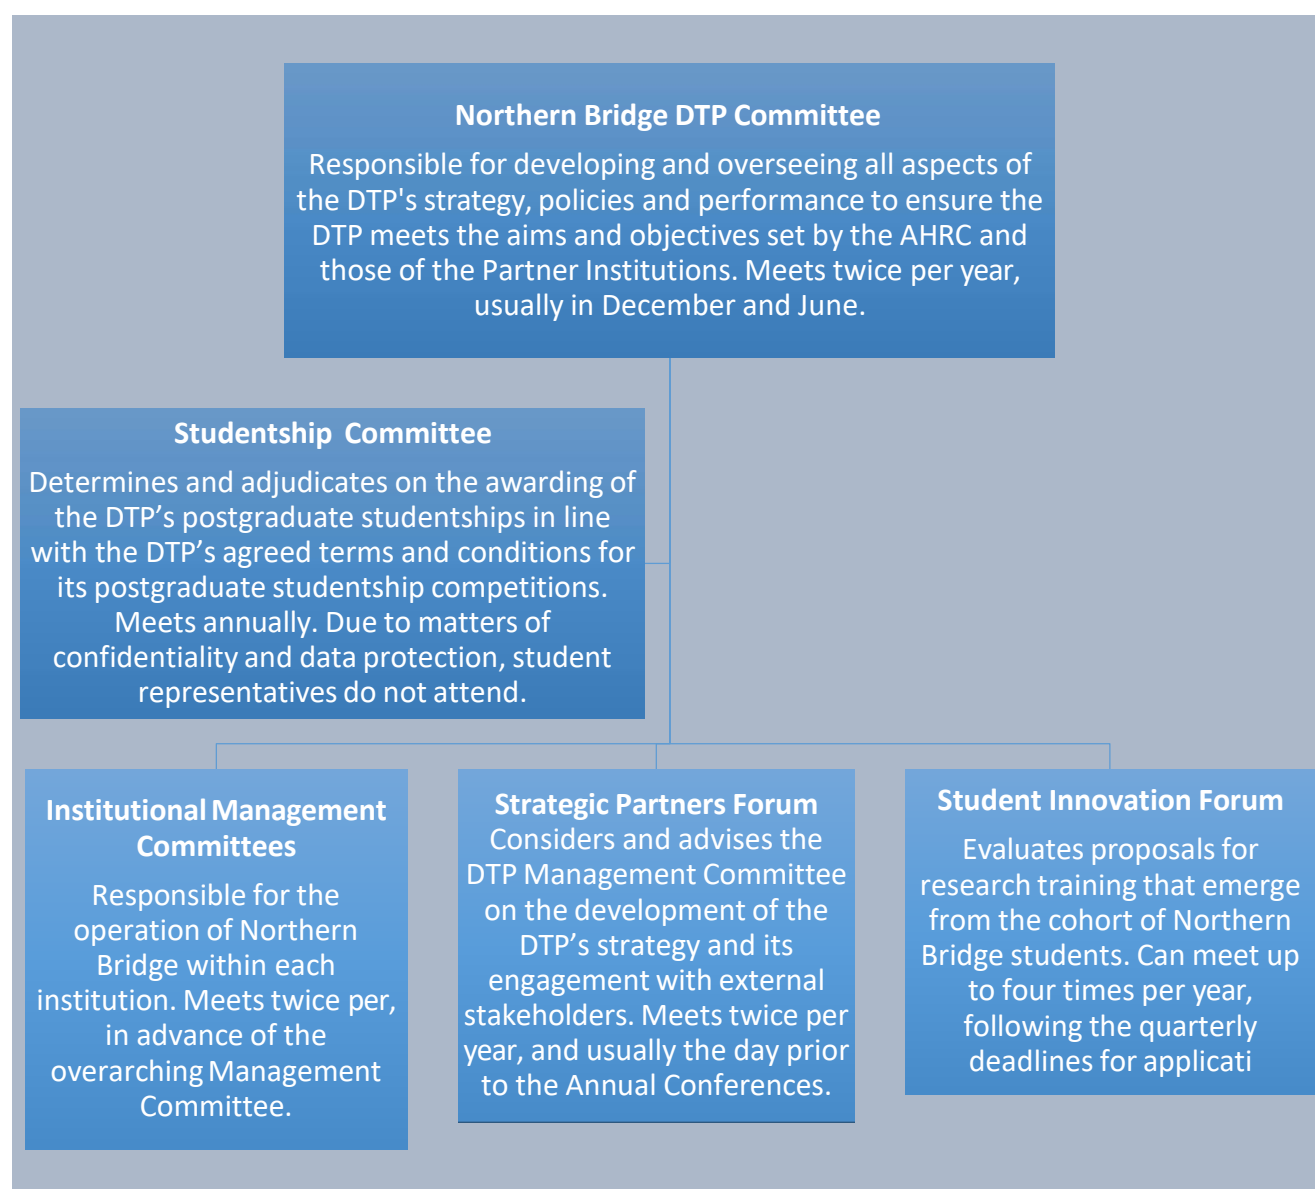 Northern Bridge DTP Committee
Responsible for developing and overseeing all aspects of
the DTP's strategy, policies and performance to ensure the
DTP meets the aims and objectives set by the AHRC and
those of the Partner Institutions. Meets twice per year,
usually in December and June.
Studentship Committee
Determines and adjudicates on the awarding of
the DTP’s postgraduate studentships in line
with the DTP’s agreed terms and conditions for
its postgraduate studentship competitions.
Meets annually. Due to matters of
confidentiality and data protection, student
representatives do not attend.
Institutional Management
Committees
Responsible for the
operation of Northern
Bridge within each
institution. Meets twice per,
in advance of the
overarching Management
Committee.
Strategic Partners Forum
Considers and advises the
DTP Management Committee
on the development of the
DTP’s strategy and its
engagement with external
stakeholders. Meets twice per
year, and usually the day prior
to the Annual Conferences.
Student Innovation Forum
Evaluates proposals for
research training that emerge
from the cohort of Northern
Bridge students. Can meet up
to four times per year,
following the quarterly
deadlines for applicati